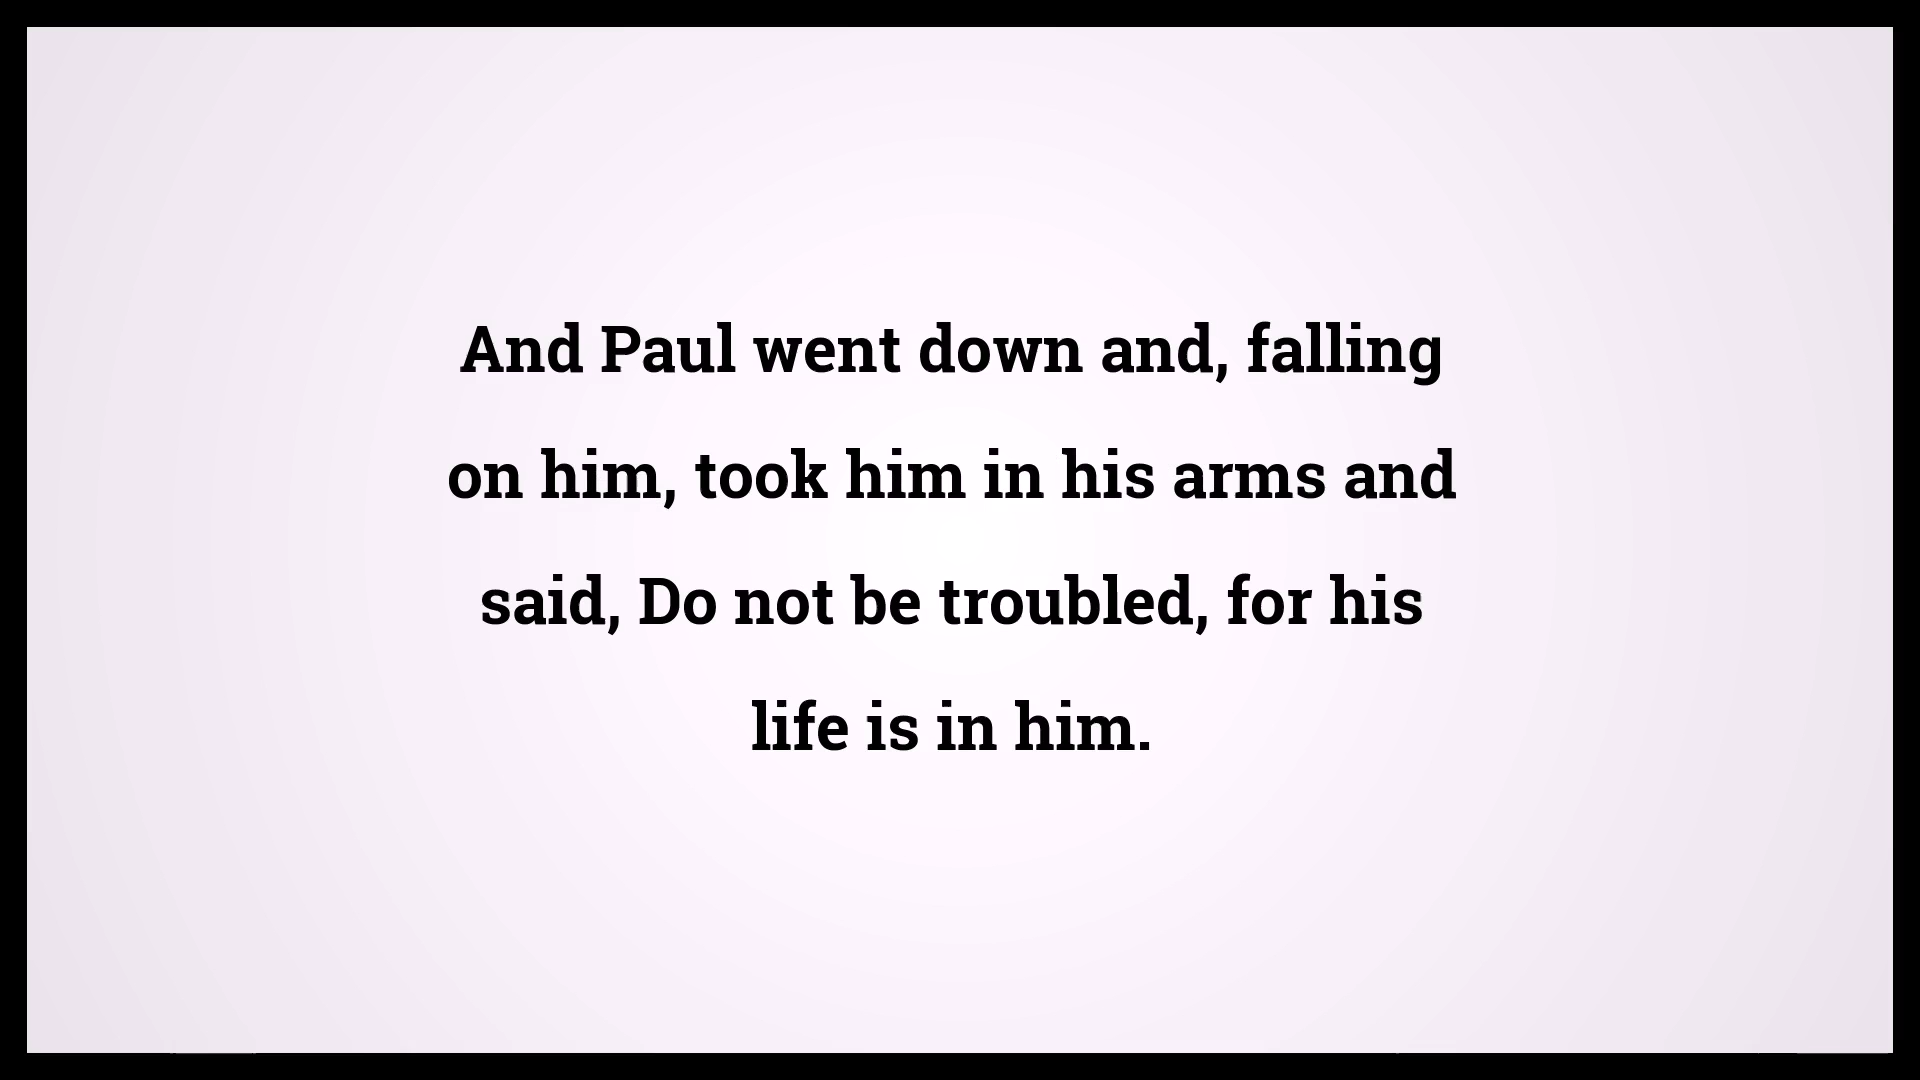 And Paul went down and, falling
on him, took him in his arms and
said, Do not be troubled, for his
life is in him.